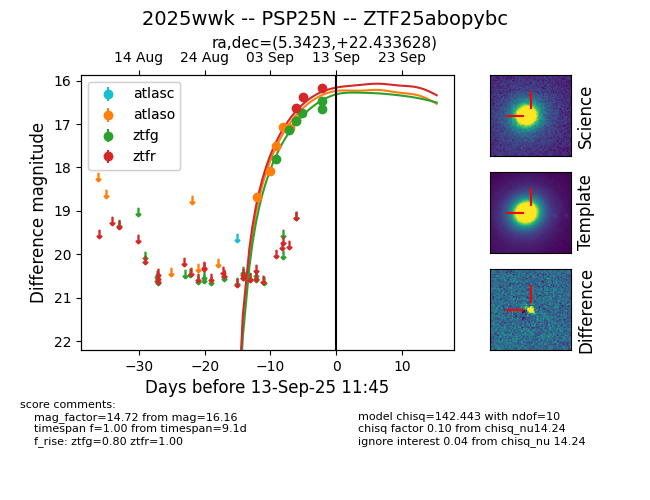 2025wwk -- PSP25N -- ZTF25abopybc
ra,dec=(5.3423,+22.433628)
14 Aug 24 Aug 03 Sep 13 Sep 23 Sep
atlasc
atlaso
ztfg
ztfr
16
17
18
19
20
21
22
Difference magnitude
−30 −20 −10 0 10
Days before 13-Sep-25 11:45
Science
Template
Difference
score comments:
mag_factor=14.72 from mag=16.16
timespan f=1.00 from timespan=9.1d
f_rise: ztfg=0.80 ztfr=1.00
model chisq=142.443 with ndof=10
chisq factor 0.10 from chisq_nu14.24
ignore interest 0.04 from chisq_nu 14.24